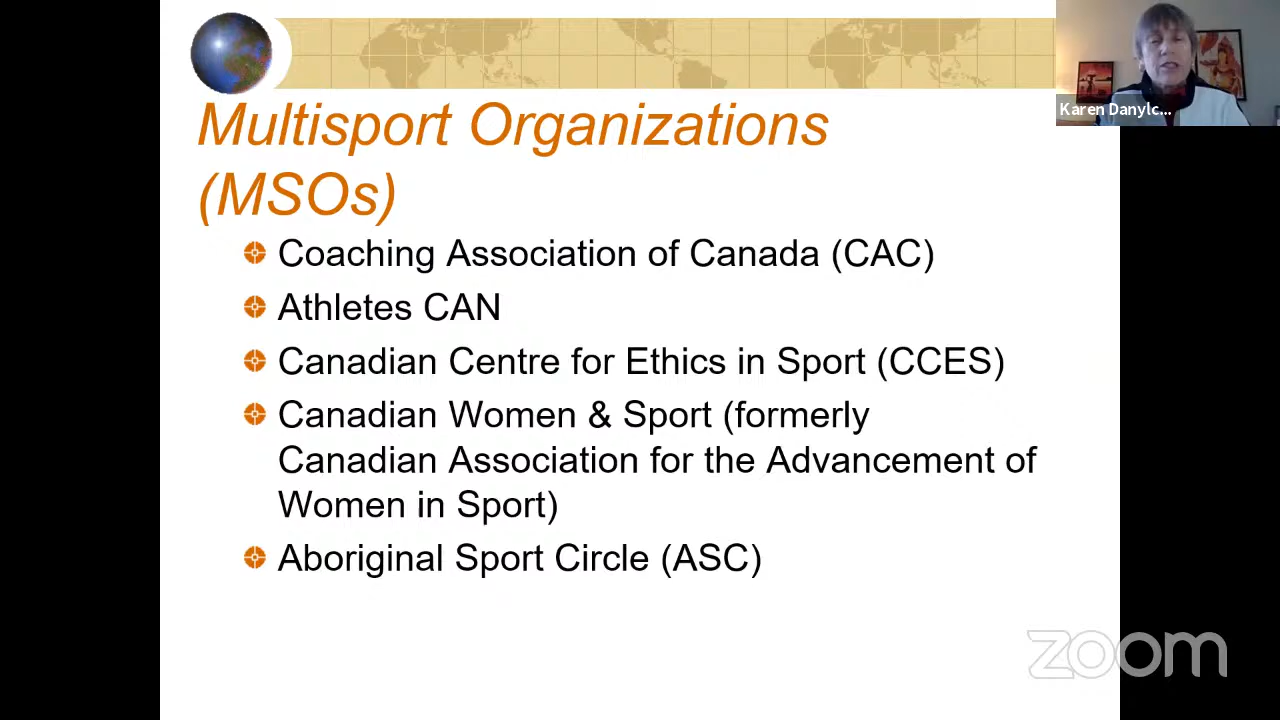 Karen Danylc...
Multisport Organizations
(MSOs)
Coaching Association of Canada (CAC)
Athletes CAN
Canadian Centre for Ethics in Sport (CCES)
Canadian Women & Sport (formerly
Canadian Association for the Advancement of
Women in Sport)
Aboriginal Sport Circle (ASC)
zoom